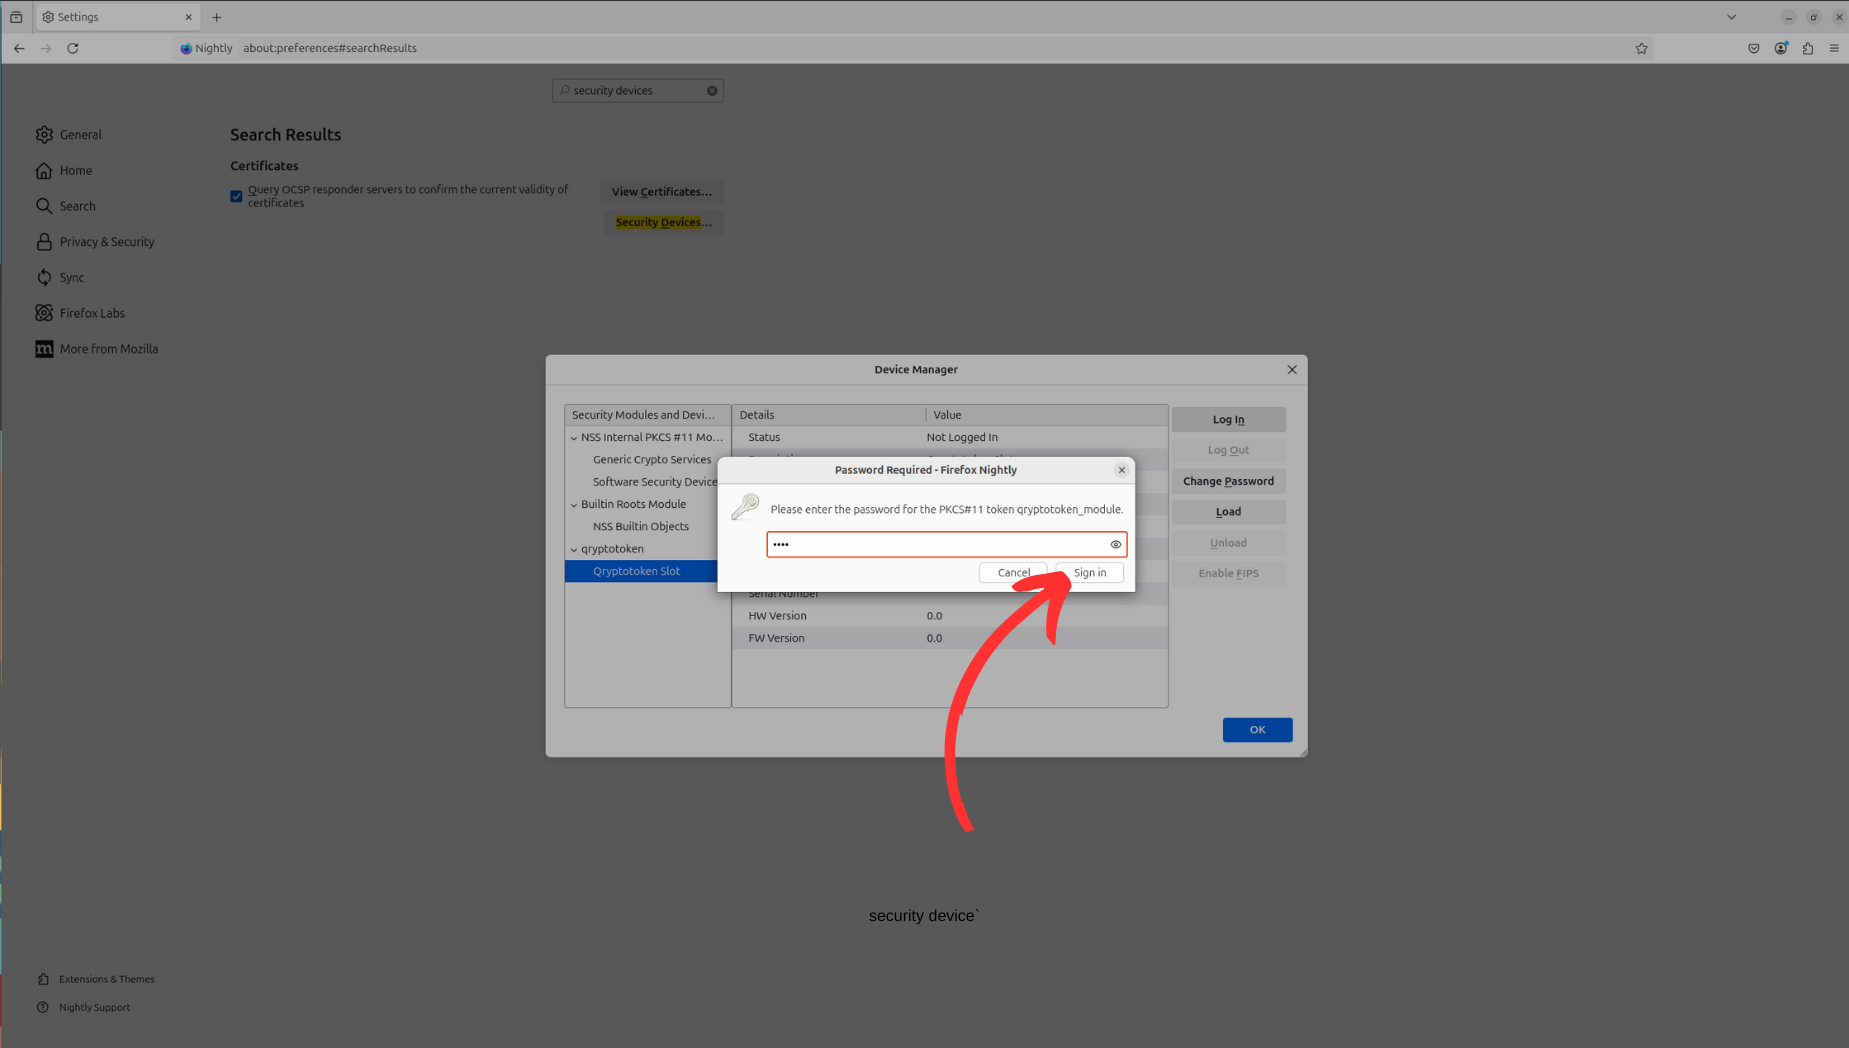 Settings
Nightly about:preferences#searchResults
security devices
General
Home
Search
Privacy & Security
Sync
Firefox Labs
m More from Mozilla
Extensions & Themes
Nightly Support
Search Results
Certificates
Query OCSP responder servers to confirm the current validity of
certificates
View Certificates...
Security Devices...
Device Manager
Security Modules and Devi...
NSS Internal PKCS #11 Mo...
Generic Crypto Services
Software Security Device
Builtin Roots Module
NSS Builtin Objects
qryptotoken
Qryptotoken Slot
Details Value
Status Not Logged In
Serial Number
HW Version 0.0
FW Version 0.0
Log In
Log Out
Change Password
Load
Unload
Enable FIPS
OK
Password Required - Firefox Nightly
Please enter the password for the PKCS#11 token qryptotoken_module.
••••
Cancel Sign in
security device`